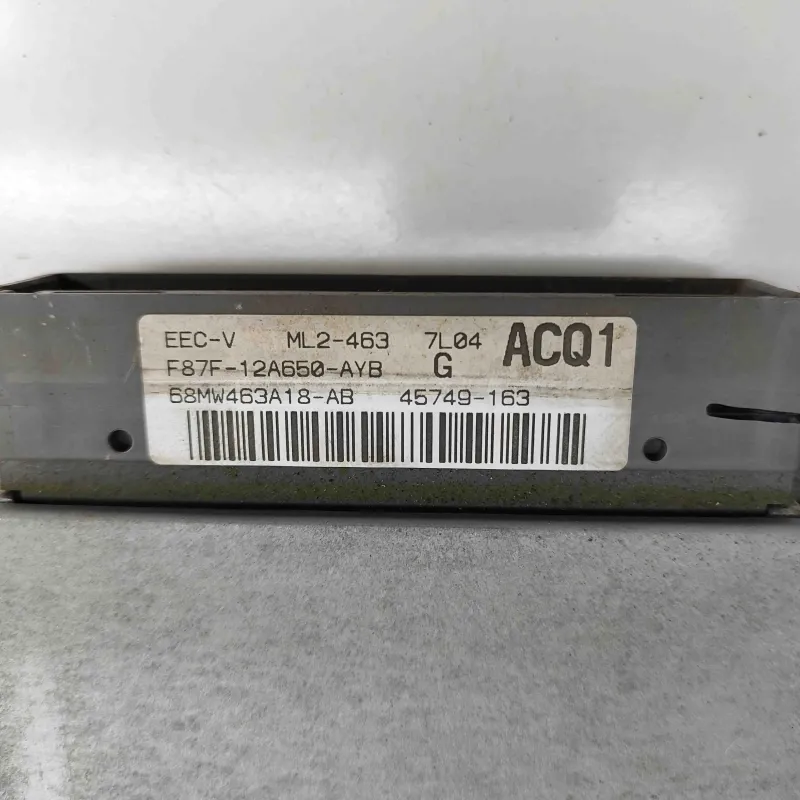 EEC-V ML2-463 7L04 ACQ1
F87F-12A650-AYB G
68MW463A18-AB 45749-163